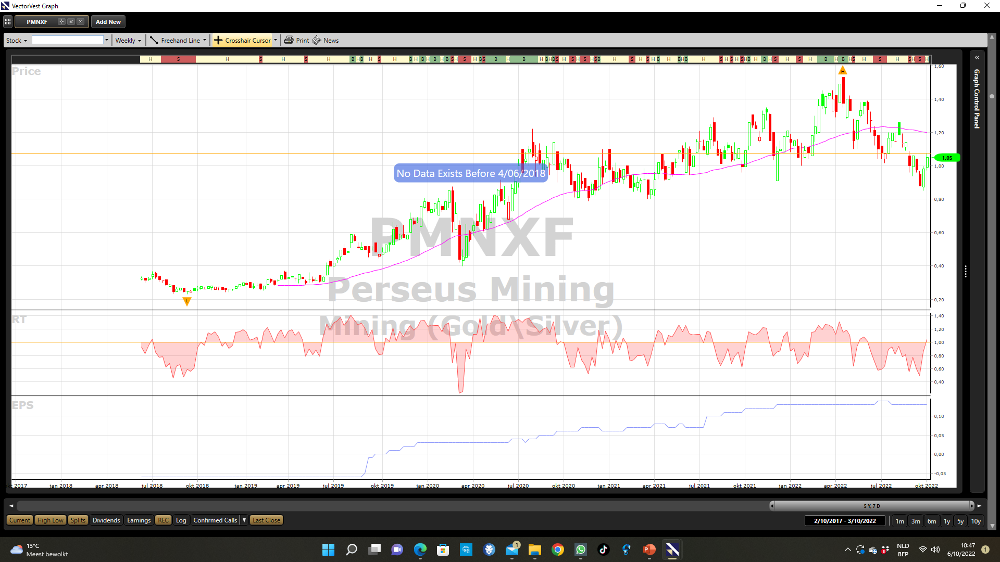 VectorVest Graph
PMNXF
Add New
Stock
Weekly
Freehand Line
Crosshair Cursor
Print
News
H S H S H S H B H B H S H
Price
1,60
1,40
1,20
1,05
1,00
0,80
0,60
0,40
0,20
H
L
No Data Exists Before 4/06/2018
PMNXF
Perseus Mining
Mining (Gold\Silver)
Graph Control Panel
RT
1,40
1,20
1,00
0,80
0,60
0,40
EPS
0,10
0,05
0,00
-0,05
okt 2017 jan 2018 apr 2018 jul 2018 okt 2018 jan 2019 apr 2019 jul 2019 okt 2019 jan 2020 apr 2020 jul 2020 okt 2020 jan 2021 apr 2021 jul 2021 okt 2021 jan 2022 apr 2022 jul 2022 okt 2022
5 Y, 7 D
Current High Low Splits Dividends Earnings REC Log Confirmed Calls Last Close
2/10/2017 - 3/10/2022
1m 3m 6m 1y 5y 10y
13°C
Meest bewolkt
1
8
NLD
BEP
10:47
6/10/2022
1